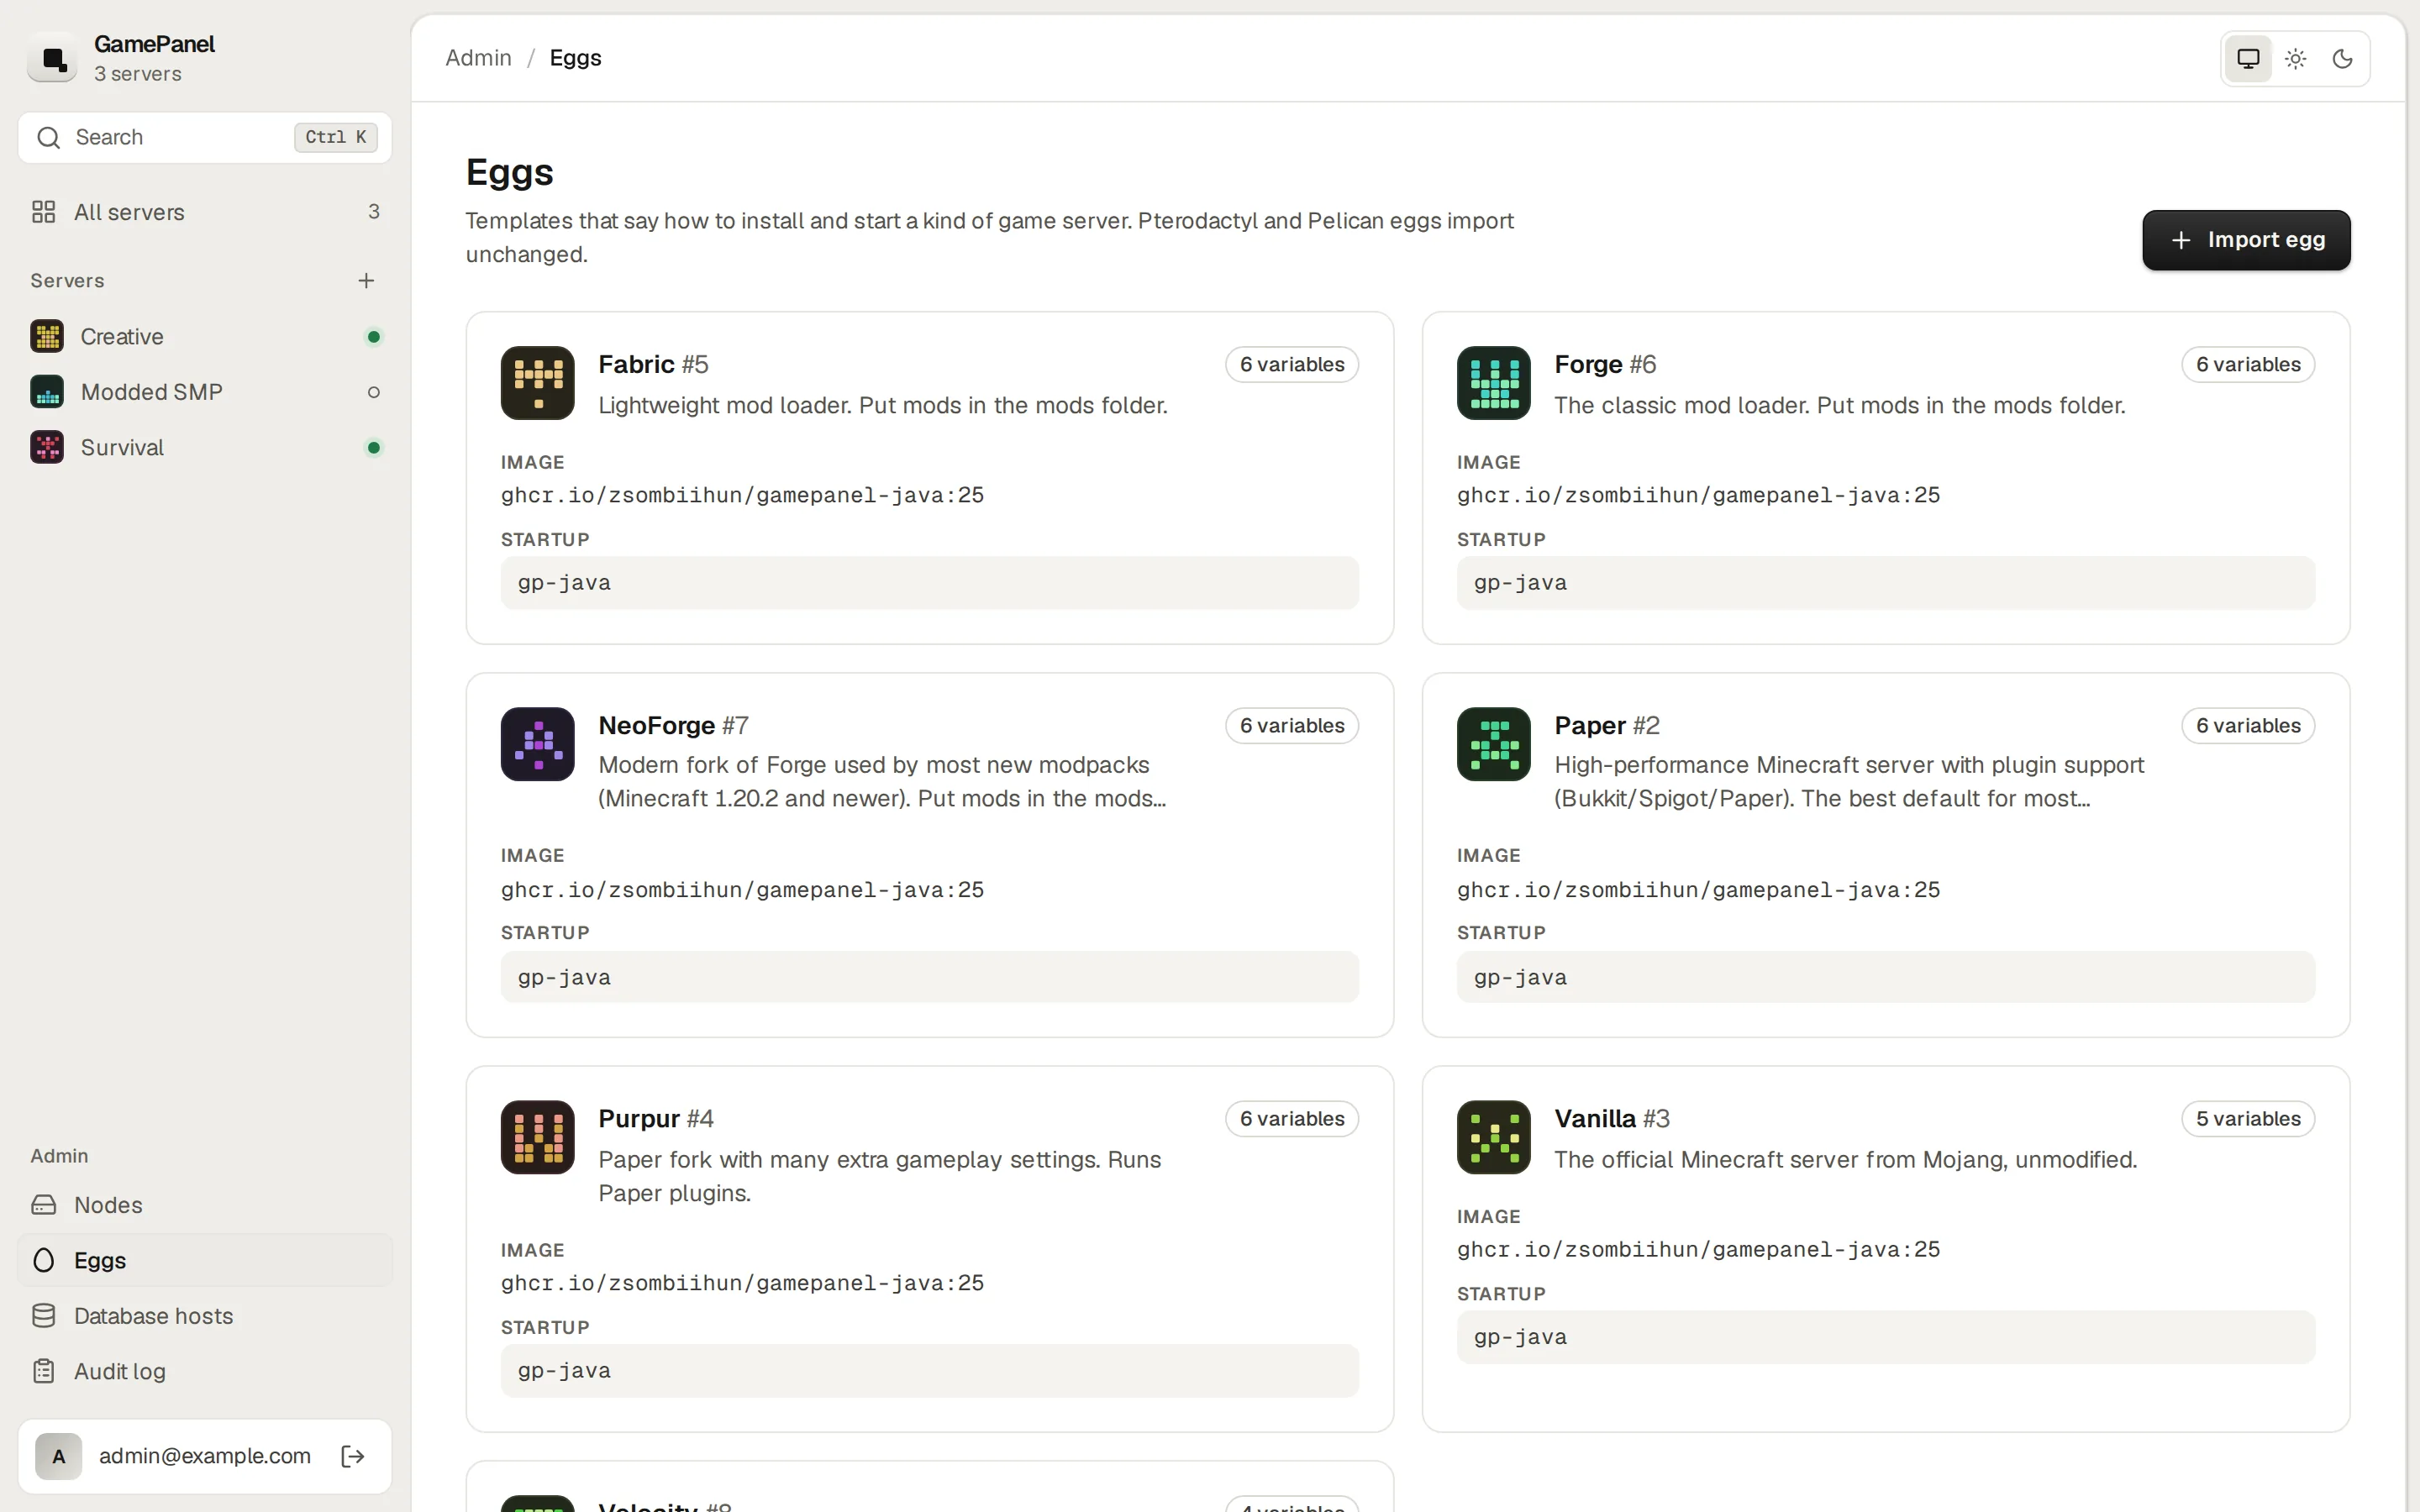 GamePanel
3 servers
Search
Ctrl K
All servers
3
Servers
Creative
Modded SMP
Survival
Admin
Nodes
Eggs
Database hosts
Audit log
A
admin@example.com
Admin / Eggs
Eggs
Templates that say how to install and start a kind of game server. Pterodactyl and Pelican eggs import
unchanged.
Import egg
Fabric #5
6 variables
Lightweight mod loader. Put mods in the mods folder.
IMAGE
ghcr.io/zsombiihun/gamepanel-java:25
STARTUP
gp-java
Forge #6
6 variables
The classic mod loader. Put mods in the mods folder.
IMAGE
ghcr.io/zsombiihun/gamepanel-java:25
STARTUP
gp-java
NeoForge #7
6 variables
Modern fork of Forge used by most new modpacks
(Minecraft 1.20.2 and newer). Put mods in the mods...
IMAGE
ghcr.io/zsombiihun/gamepanel-java:25
STARTUP
gp-java
Paper #2
6 variables
High-performance Minecraft server with plugin support
(Bukkit/Spigot/Paper). The best default for most...
IMAGE
ghcr.io/zsombiihun/gamepanel-java:25
STARTUP
gp-java
Purpur #4
6 variables
Paper fork with many extra gameplay settings. Runs
Paper plugins.
IMAGE
ghcr.io/zsombiihun/gamepanel-java:25
STARTUP
gp-java
Vanilla #3
5 variables
The official Minecraft server from Mojang, unmodified.
IMAGE
ghcr.io/zsombiihun/gamepanel-java:25
STARTUP
gp-java
Velocity #8
4 variables